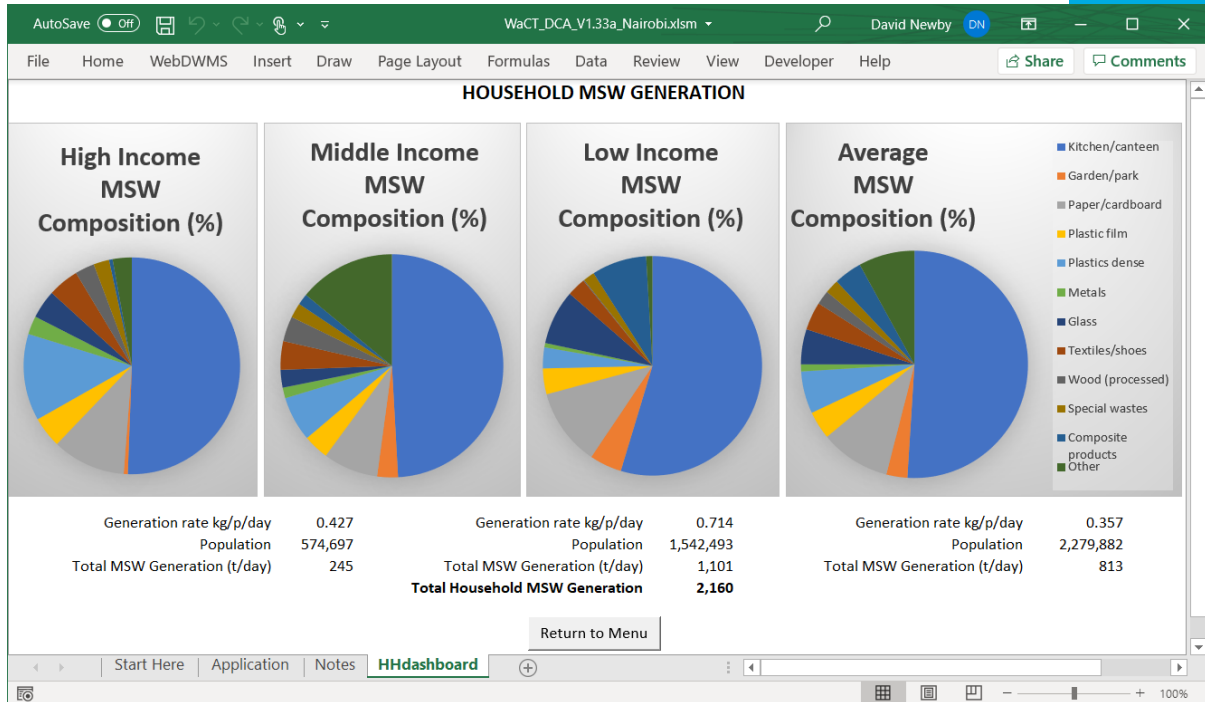 AutoSave Off WaCT_DCA_V1.33a_Nairobi.xlsm David Newby DN
File Home WebDWMS Insert Draw Page Layout Formulas Data Review View Developer Help Share Comments
HOUSEHOLD MSW GENERATION
High Income
MSW
Composition (%)
Middle Income
MSW
Composition (%)
Low Income
MSW
Composition (%)
Average
MSW
Composition (%)
Kitchen/canteen
Garden/park
Paper/cardboard
Plastic film
Plastics dense
Metals
Glass
Textiles/shoes
Wood (processed)
Special wastes
Composite
products
Other
Generation rate kg/p/day 0.427 Generation rate kg/p/day 0.714 Generation rate kg/p/day 0.357
Population 574,697 Population 1,542,493 Population 2,279,882
Total MSW Generation (t/day) 245 Total MSW Generation (t/day) 1,101 Total MSW Generation (t/day) 813
Total Household MSW Generation 2,160
Return to Menu
Start Here Application Notes HHdashboard
100%